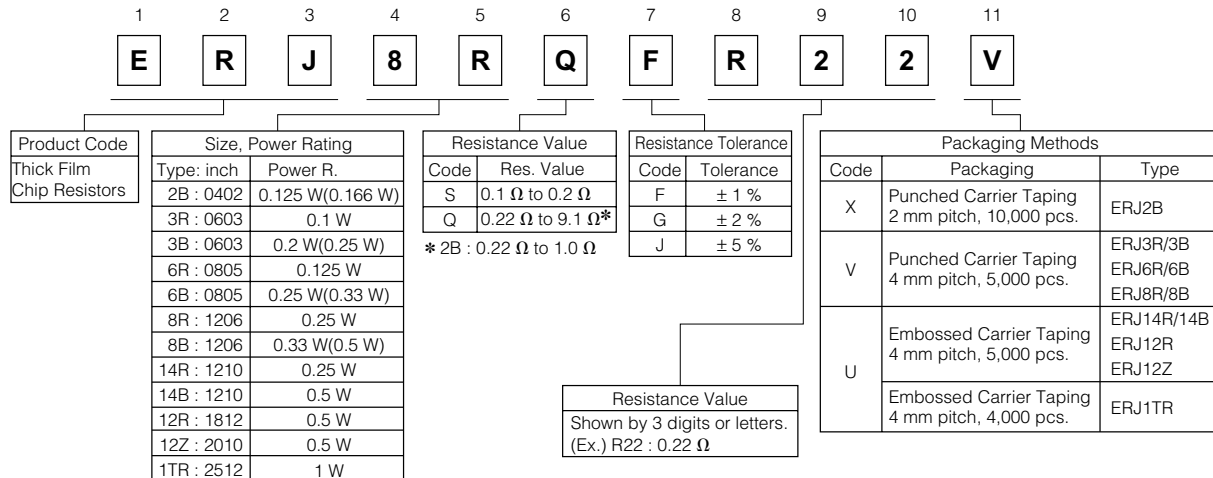 1 2 3 4 5 6 7 8 9 10 11
E R J 8 R Q F R 2 2 V
Product Code
Thick Film
Chip Resistors
Size, Power Rating
Type: inch Power R.
2B : 0402 0.125 W(0.166 W)
3R : 0603 0.1 W
3B : 0603 0.2 W(0.25 W)
6R : 0805 0.125 W
6B : 0805 0.25 W(0.33 W)
8R : 1206 0.25 W
8B : 1206 0.33 W(0.5 W)
14R : 1210 0.25 W
14B : 1210 0.5 W
12R : 1812 0.5 W
12Z : 2010 0.5 W
1TR : 2512 1 W
Resistance Value
Code Res. Value
S 0.1 Ω to 0.2 Ω
Q 0.22 Ω to 9.1 Ω*
* 2B : 0.22 Ω to 1.0 Ω
Resistance Tolerance
Code Tolerance
F ± 1 %
G ± 2 %
J ± 5 %
Resistance Value
Shown by 3 digits or letters.
(Ex.) R22 : 0.22 Ω
Packaging Methods
Code Packaging Type
X Punched Carrier Taping
2 mm pitch, 10,000 pcs. ERJ2B
V Punched Carrier Taping
4 mm pitch, 5,000 pcs.
ERJ3R/3B
ERJ6R/6B
ERJ8R/8B
U Embossed Carrier Taping
4 mm pitch, 5,000 pcs.
ERJ14R/14B
ERJ12R
ERJ12Z
Embossed Carrier Taping
4 mm pitch, 4,000 pcs. ERJ1TR